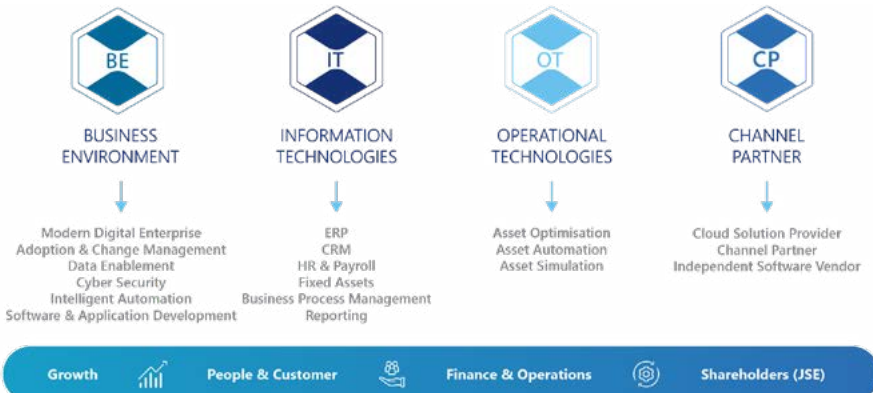 BE
BUSINESS
ENVIRONMENT
Modern Digital Enterprise
Adoption & Change Management
Data Enablement
Cyber Security
Intelligent Automation
Software & Application Development
IT
INFORMATION
TECHNOLOGIES
ERP
CRM
HR & Payroll
Fixed Assets
Business Process Management
Reporting
OT
OPERATIONAL
TECHNOLOGIES
Asset Optimisation
Asset Automation
Asset Simulation
CP
CHANNEL
PARTNER
Cloud Solution Provider
Channel Partner
Independent Software Vendor
Growth
People & Customer
Finance & Operations
Shareholders (JSE)